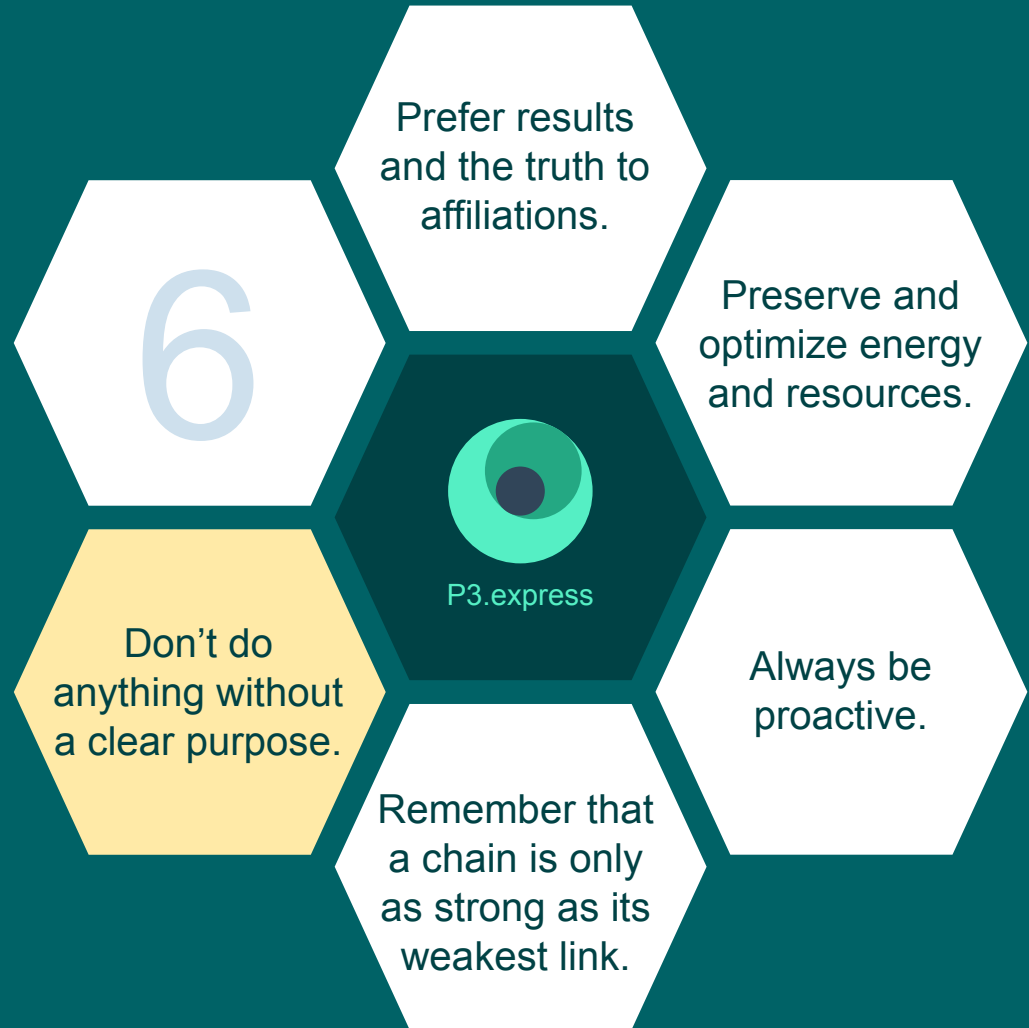 Prefer results
and the truth to
affiliations.
Preserve and
optimize energy
and resources.
Always be
proactive.
Remember that
a chain is only
as strong as its
weakest link.
Don’t do
anything without
a clear purpose.
6
P3.express